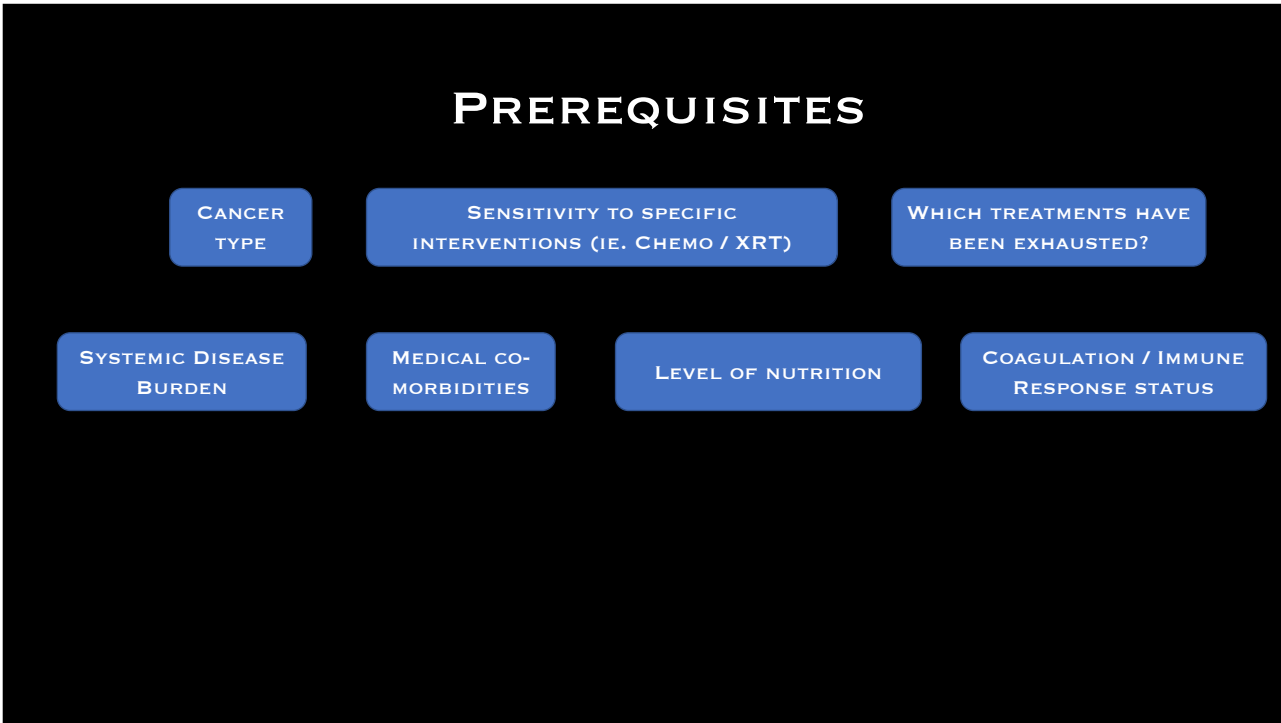 Prerequisites
Cancer
type
Sensitivity to specific
interventions (ie. Chemo / XRT)
Which treatments have
been exhausted?
Systemic Disease
Burden
Medical co-
morbidities
Level of nutrition
Coagulation / Immune
Response status